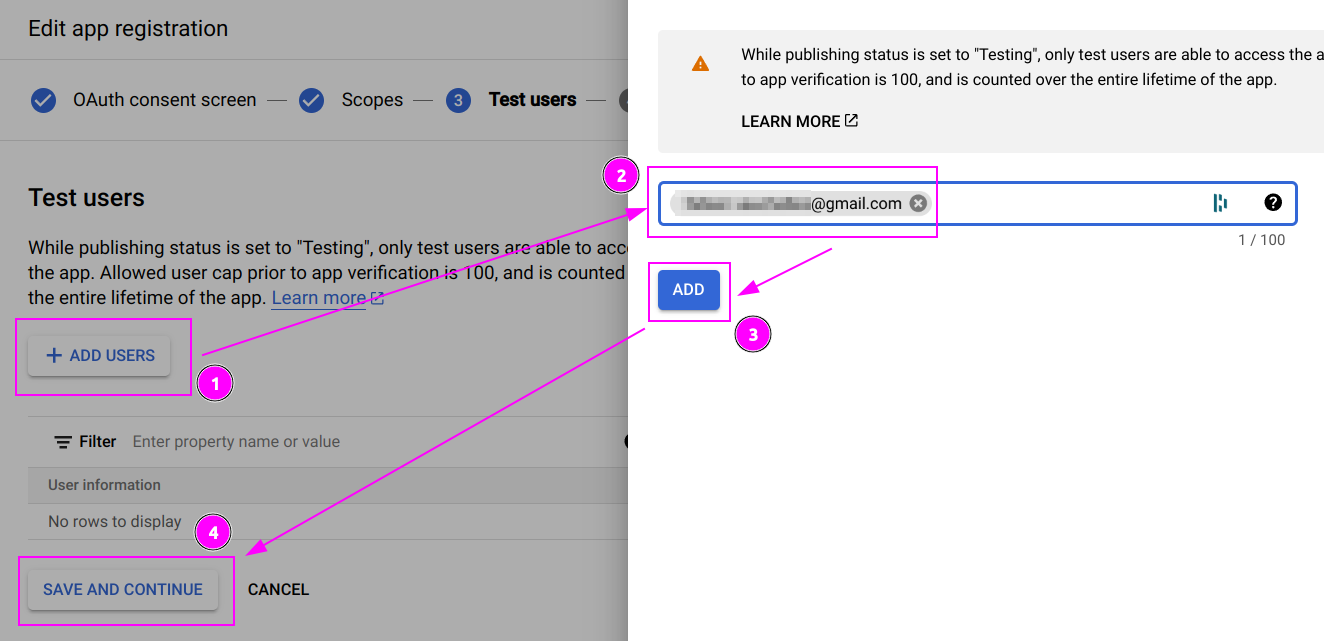 Edit app registration
OAuth consent screen
Scopes
3
Test users
Test users
While publishing status is set to "Testing", only test users are able to acc
the app. Allowed user cap prior to app verification is 100, and is counted
the entire lifetime of the app. Learn more
+ ADD USERS
1
Filter Enter property name or value
User information
No rows to display
4
SAVE AND CONTINUE
CANCEL
While publishing status is set to "Testing", only test users are able to access the a
to app verification is 100, and is counted over the entire lifetime of the app.
LEARN MORE
2
@gmail.com
?
1 / 100
ADD
3